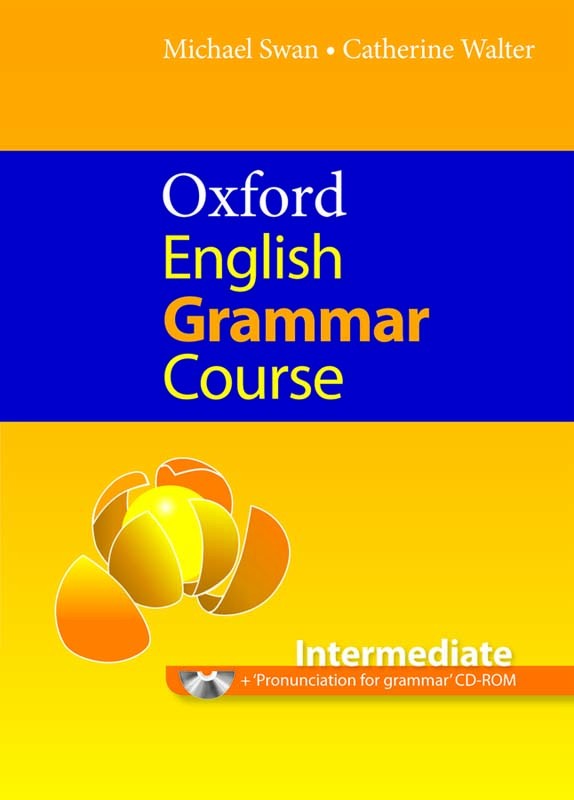 Michael Swan • Catherine Walter
Oxford
English
Grammar
Course
Intermediate
+ ‘Pronunciation for grammar’ CD-ROM